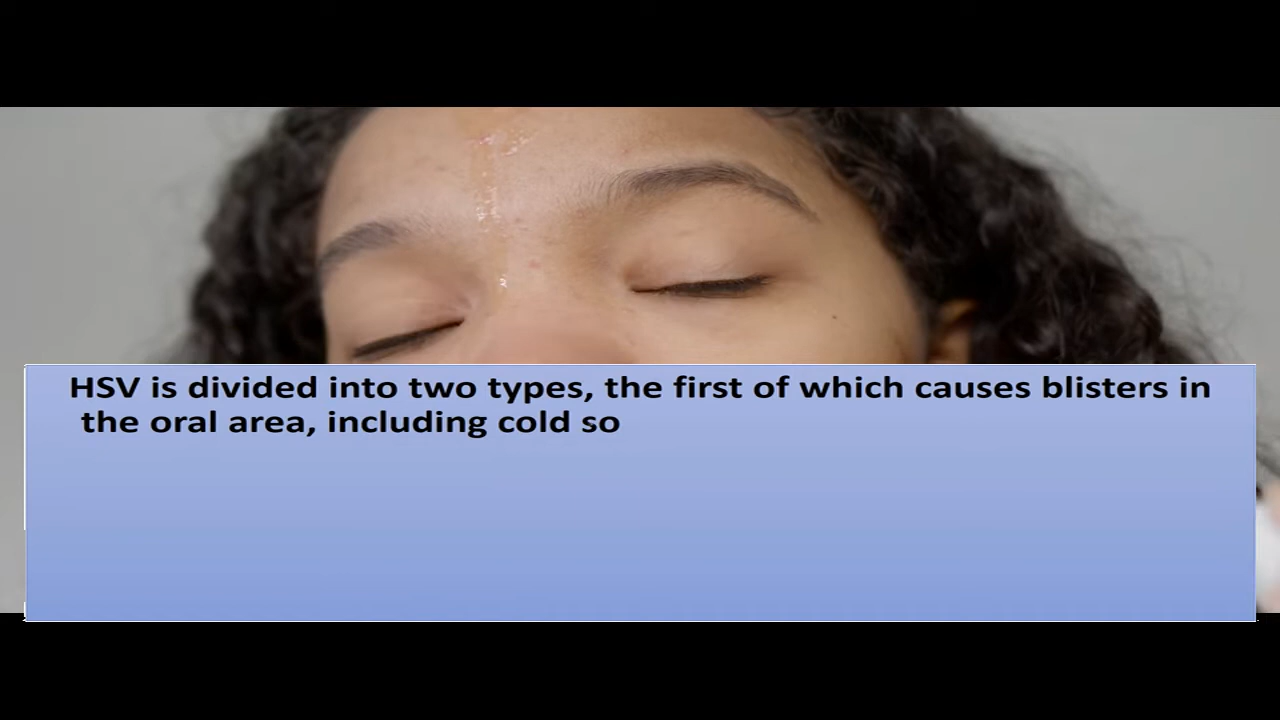 HSV is divided into two types, the first of which causes blisters in
the oral area, including cold so